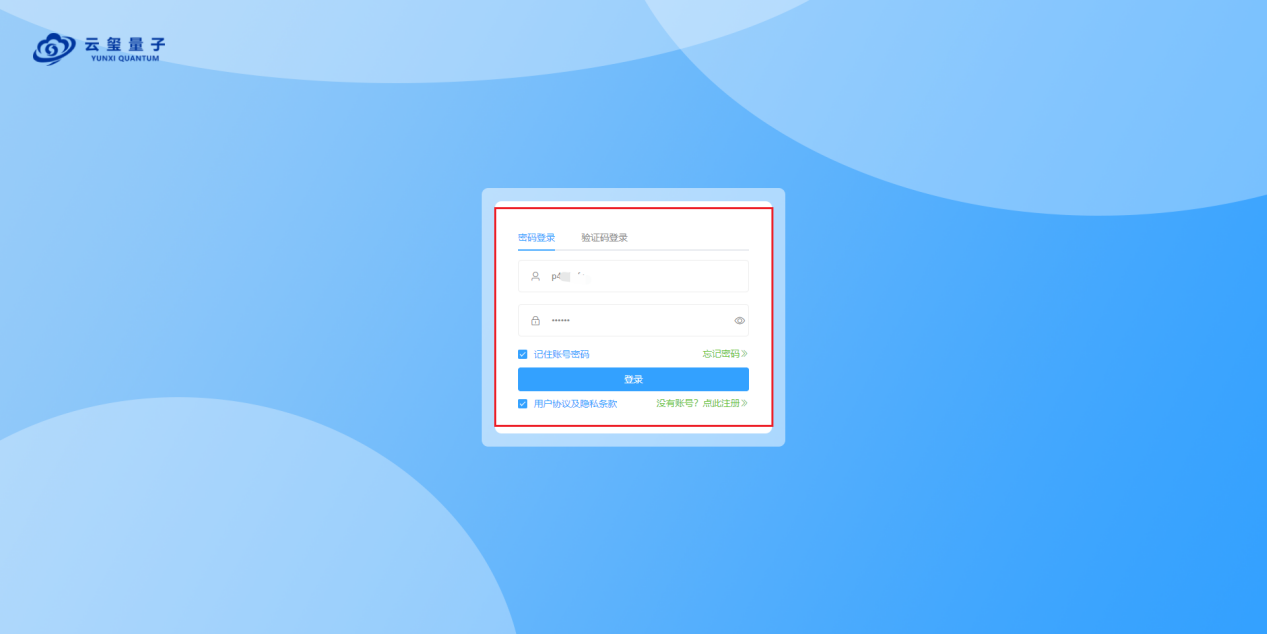 云玺量子
YUNXI QUANTUM
密码登录 验证码登录
p4
••••••
记住账号密码 忘记密码»
登录
用户协议及隐私条款 没有账号？点此注册»